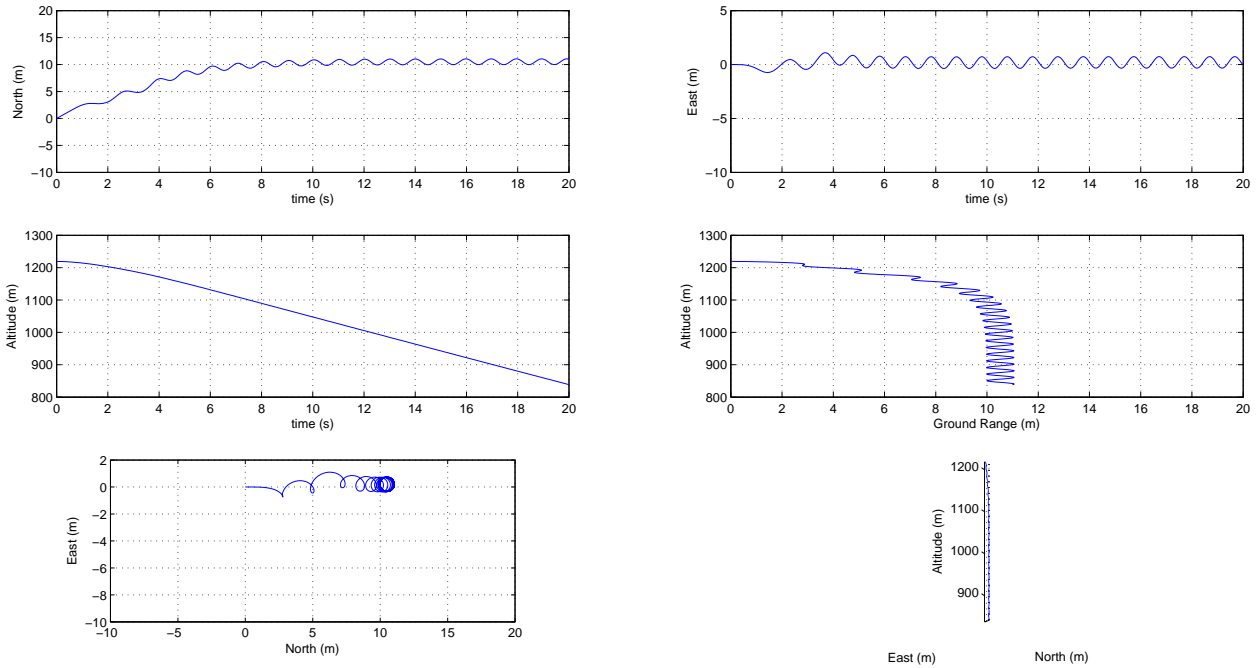 20
15
10
5
0
−5
−10
North (m)
0 2 4 6 8 10 12 14 16 18 20
time (s)
5
0
−5
−10
East (m)
0 2 4 6 8 10 12 14 16 18 20
time (s)
1300
1200
1100
1000
900
800
Altitude (m)
0 2 4 6 8 10 12 14 16 18 20
time (s)
1300
1200
1100
1000
900
800
Altitude (m)
0 2 4 6 8 10 12 14 16 18 20
Ground Range (m)
2
0
−2
−4
−6
−8
−10
East (m)
−10 −5 0 5 10 15 20
North (m)
1200
1100
1000
900
Altitude (m)
East (m) North (m)